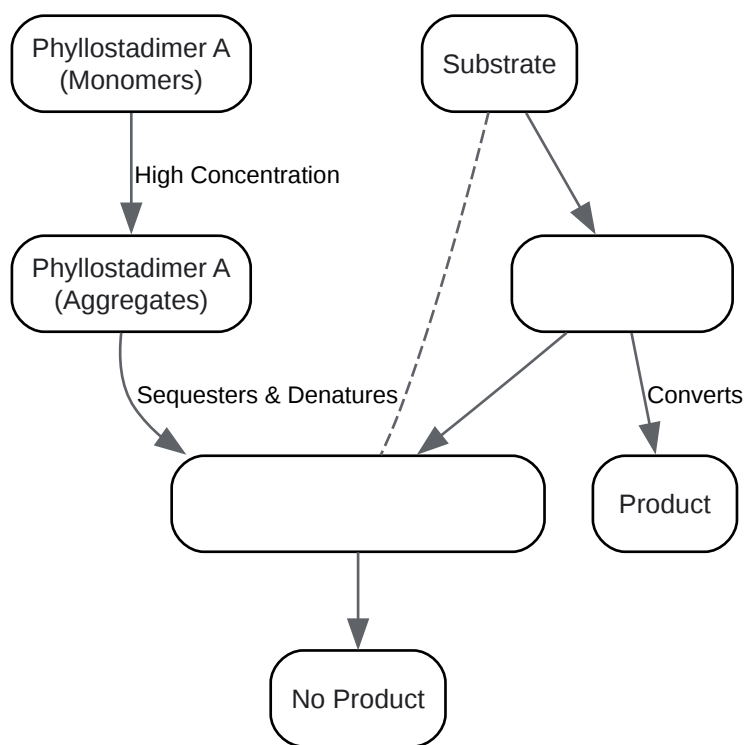 Phyllostadimer A
(Monomers)
Substrate
High Concentration
Phyllostadimer A
(Aggregates)
Sequesters & Denatures
Converts
Product
No Product